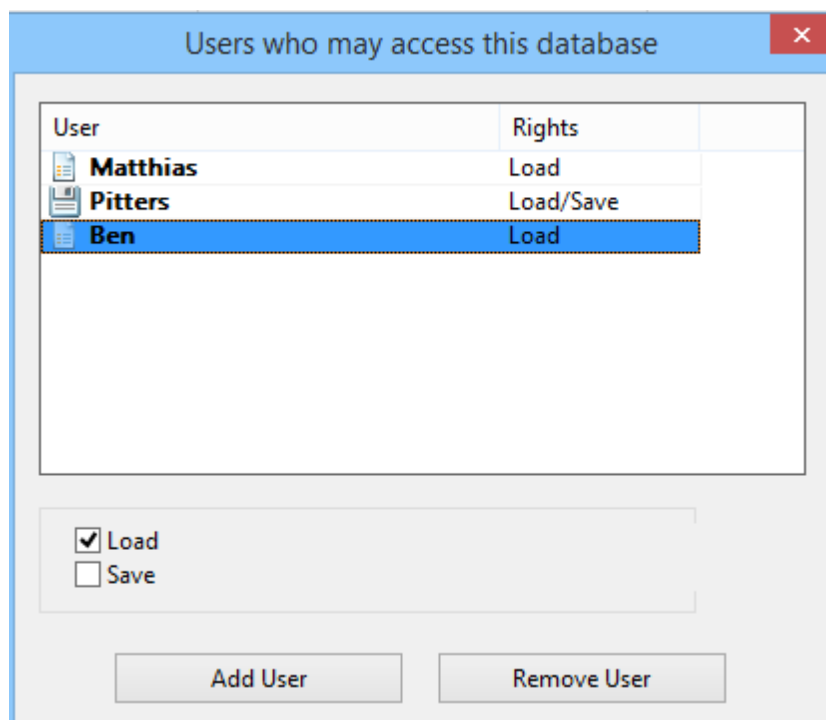 Users who may access this database
User Rights
Matthias Load
Pitters Load/Save
Ben Load
Load
Save
Add User Remove User